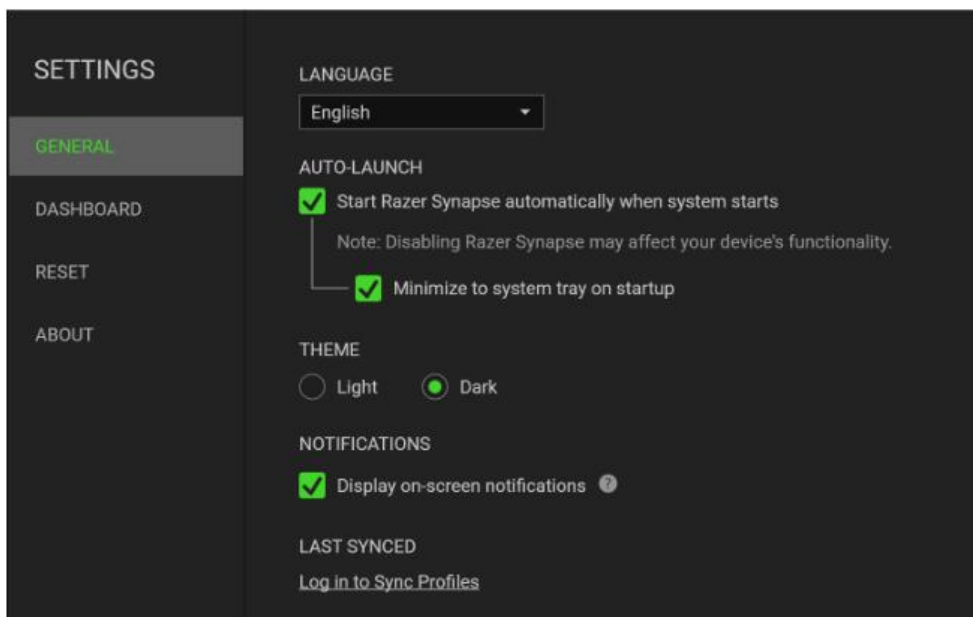 SETTINGS
GENERAL
DASHBOARD
RESET
ABOUT
LANGUAGE
English
AUTO-LAUNCH
Start Razer Synapse automatically when system starts
Note: Disabling Razer Synapse may affect your device's functionality.
Minimize to system tray on startup
THEME
Light Dark
NOTIFICATIONS
Display on-screen notifications ?
LAST SYNCED
Log in to Sync Profiles